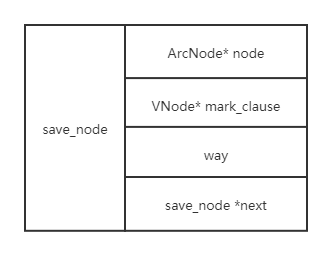 save_node
ArcNode* node
VNode* mark_clause
way
save_node *next